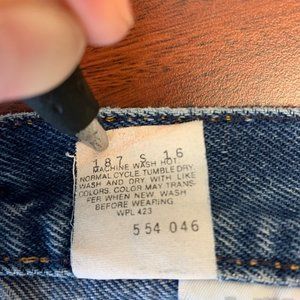 187 S 16
MACHINE WASH HOT
NORMAL CYCLE, TUMBLE DRY
WASH AND DRY WITH LIKE
COLORS. COLOR MAY TRANS-
FER WHEN NEW. WASH
BEFORE WEARING
WPL 423
554 046